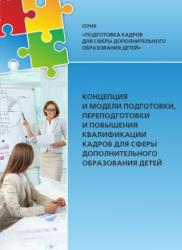 СЕРИЯ
«ПОДГОТОВКА КАДРОВ
ДЛЯ СФЕРЫ ДОПОЛНИТЕЛЬНОГО
ОБРАЗОВАНИЯ ДЕТЕЙ»
КОНЦЕПЦИЯ
И МОДЕЛИ ПОДГОТОВКИ,
ПЕРЕПОДГОТОВКИ
И ПОВЫШЕНИЯ
КВАЛИФИКАЦИИ
КАДРОВ ДЛЯ СФЕРЫ
ДОПОЛНИТЕЛЬНОГО
ОБРАЗОВАНИЯ ДЕТЕЙ